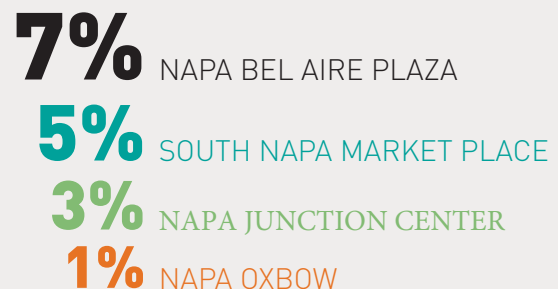 7% NAPA BEL AIRE PLAZA
5% SOUTH NAPA MARKET PLACE
3% NAPA JUNCTION CENTER
1% NAPA OXBOW